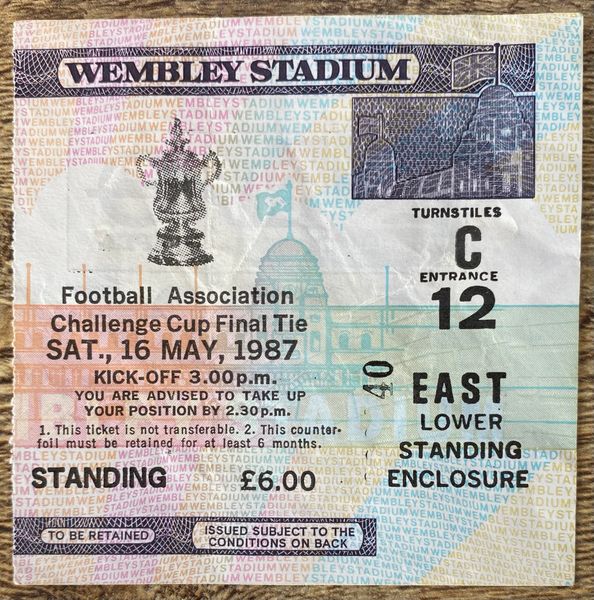 WEMBLEY STADIUM
TURNSTILES
C
ENTRANCE
12
Football Association
Challenge Cup Final Tie
SAT., 16 MAY, 1987
KICK-OFF 3.00 p.m.
YOU ARE ADVISED TO TAKE UP
YOUR POSITION BY 2.30 p.m.
1. This ticket is not transferable. 2. This counter-
foil must be retained for at least 6 months.
STANDING £6.00
40
EAST
LOWER
STANDING
ENCLOSURE
TO BE RETAINED
ISSUED SUBJECT TO THE
CONDITIONS ON BACK